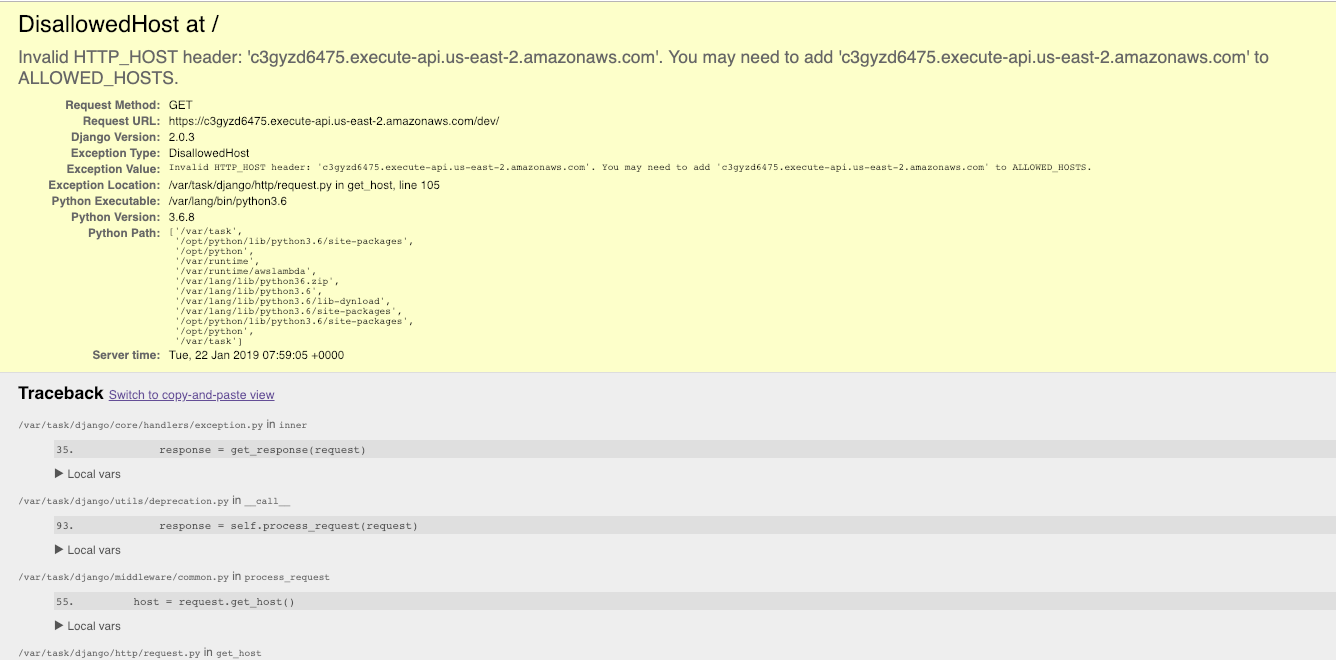 DisallowedHost at /
Invalid HTTP_HOST header: 'c3gyzd6475.execute-api.us-east-2.amazonaws.com'. You may need to add 'c3gyzd6475.execute-api.us-east-2.amazonaws.com' to
ALLOWED_HOSTS.
Request Method: GET
Request URL: https://c3gyzd6475.execute-api.us-east-2.amazonaws.com/dev/
Django Version: 2.0.3
Exception Type: DisallowedHost
Exception Value: Invalid HTTP_HOST header: 'c3gyzd6475.execute-api.us-east-2.amazonaws.com'. You may need to add 'c3gyzd6475.execute-api.us-east-2.amazonaws.com' to ALLOWED_HOSTS.
Exception Location: /var/task/django/http/request.py in get_host, line 105
Python Executable: /var/lang/bin/python3.6
Python Version: 3.6.8
Python Path: ['/var/task',
'/opt/python/lib/python3.6/site-packages',
'/opt/python',
'/var/runtime',
'/var/runtime/awslambda',
'/var/lang/lib/python36.zip',
'/var/lang/lib/python3.6',
'/var/lang/lib/python3.6/lib-dynload',
'/var/lang/lib/python3.6/site-packages',
'/opt/python/lib/python3.6/site-packages',
'/opt/python',
'/var/task']
Server time: Tue, 22 Jan 2019 07:59:05 +0000
Traceback Switch to copy-and-paste view
/var/task/django/core/handlers/exception.py in inner
35. response = get_response(request)
▶ Local vars
/var/task/django/utils/deprecation.py in __call__
93. response = self.process_request(request)
▶ Local vars
/var/task/django/middleware/common.py in process_request
55. host = request.get_host()
▶ Local vars
/var/task/django/http/request.py in get_host